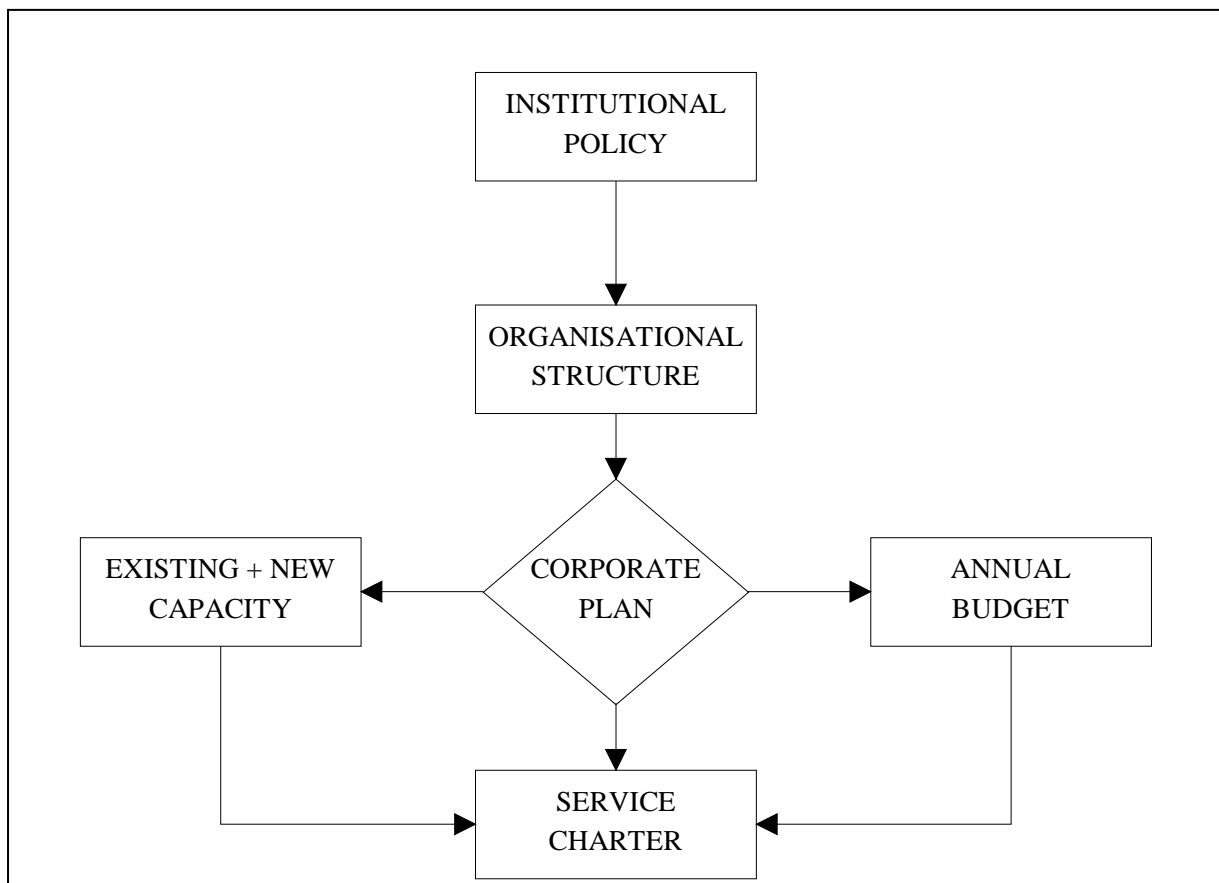 INSTITUTIONAL
POLICY
ORGANISATIONAL
STRUCTURE
EXISTING + NEW
CAPACITY
CORPORATE
PLAN
ANNUAL
BUDGET
SERVICE
CHARTER